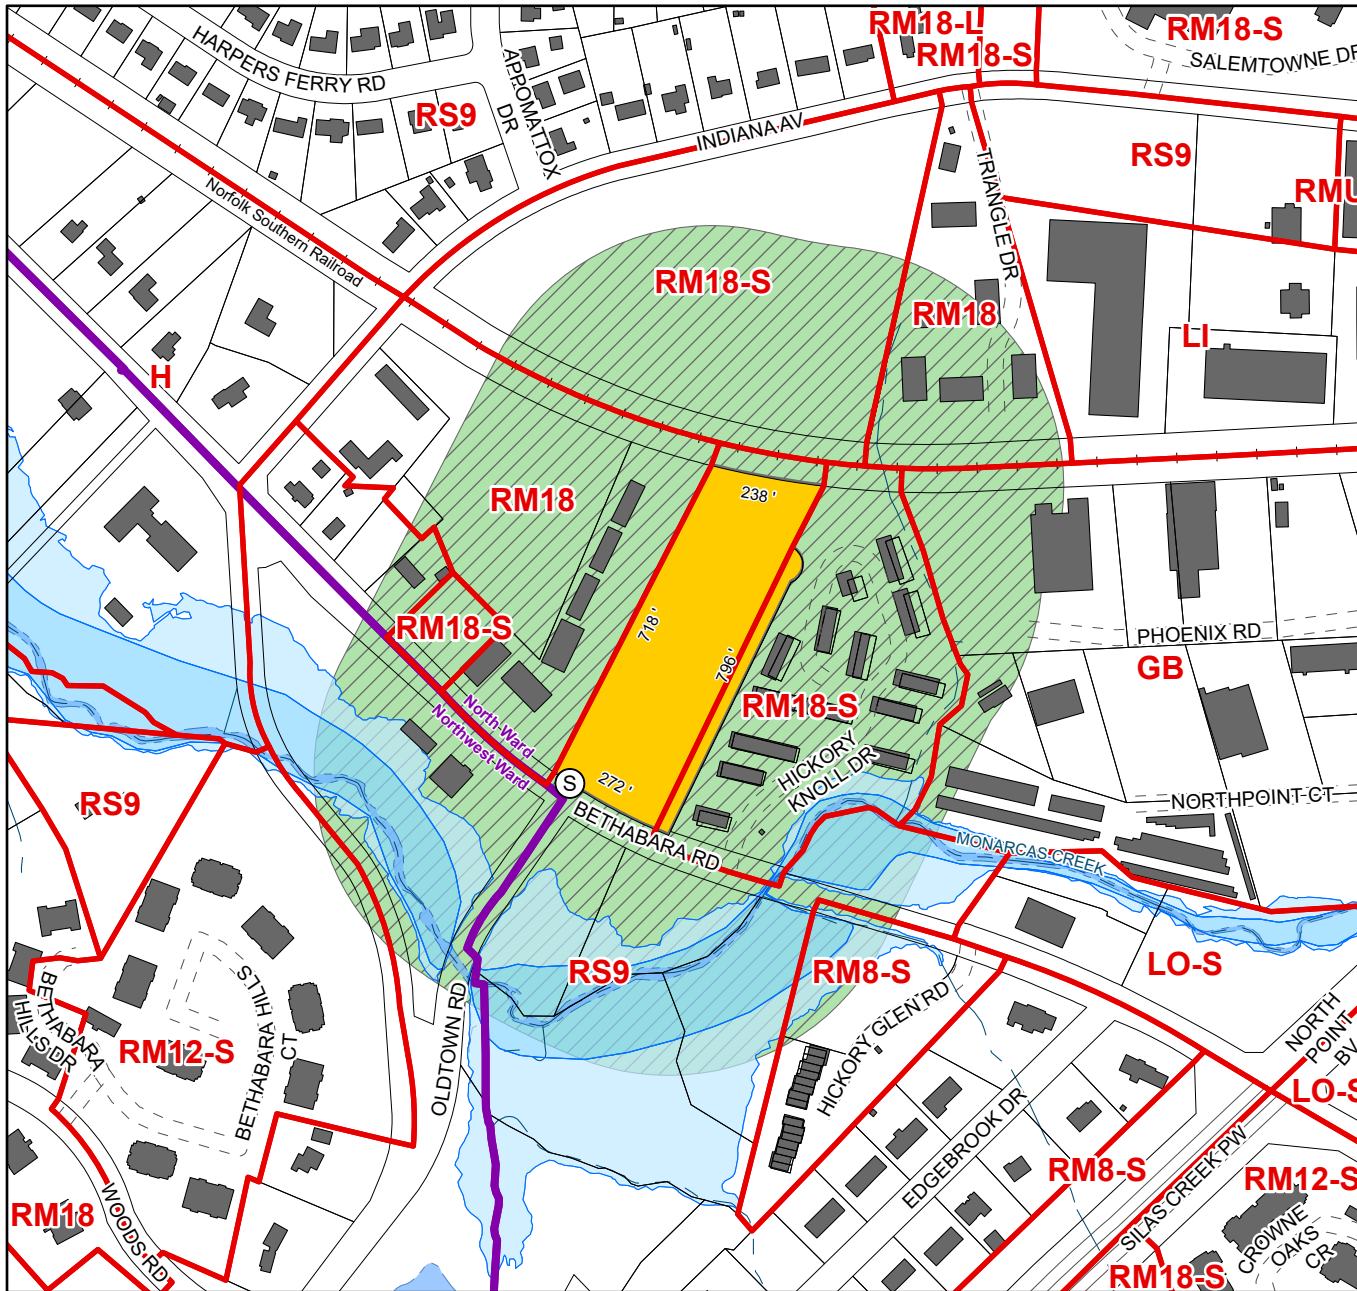 RM18-L
RM18-S
RM18-S
SALEMTOWNE DR
HARPERS FERRY RD
APPROMATTOX
DR
RS9
INDIANA AV
TRIANGLE DR
RS9
RMU
Norfolk Southern Railroad
RM18-S
RM18
LI
H
RM18
238 '
718 '
796 '
272 '
RM18-S
North Ward
Northwest Ward
S
RM18-S
HICKORY
KNOLL DR
BETHABARA RD
PHOENIX RD
GB
NORTHPOINT CT
MONARCAS CREEK
RS9
RS9
RM8-S
LO-S
HICKORY GLEN RD
OLDTOWN RD
BETHABARA
HILLS DR
BETHABARA HILLS
CT
RM12-S
NORTH
POINT
BV
LO-S
EDGEBROOK DR
RM8-S
SILAS CREEK PW
RM12-S
CROWNE
OAKS
CR
RM18
WOODS RD
RM18-S